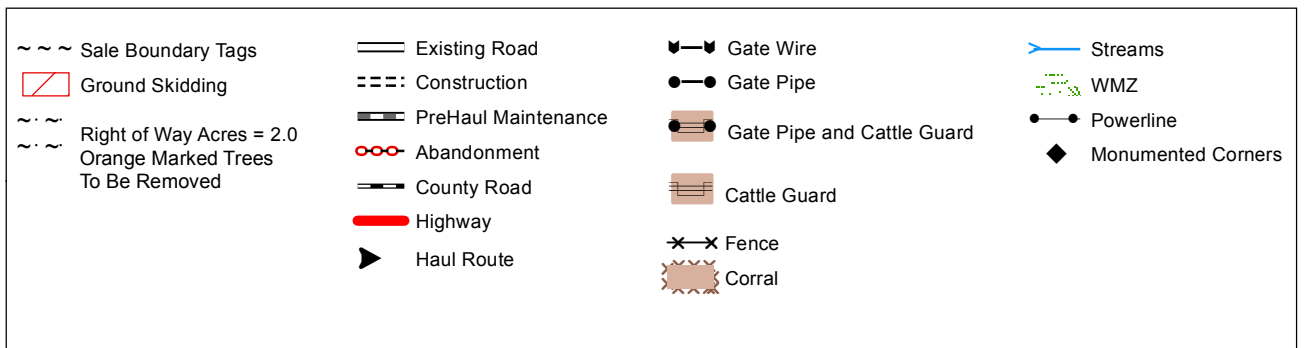 Sale Boundary Tags
Ground Skidding
Right of Way Acres = 2.0
Orange Marked Trees
To Be Removed
Existing Road
Construction
PreHaul Maintenance
Abandonment
County Road
Highway
Haul Route
Gate Wire
Gate Pipe
Gate Pipe and Cattle Guard
Cattle Guard
Fence
Corral
Streams
WMZ
Powerline
Monumented Corners